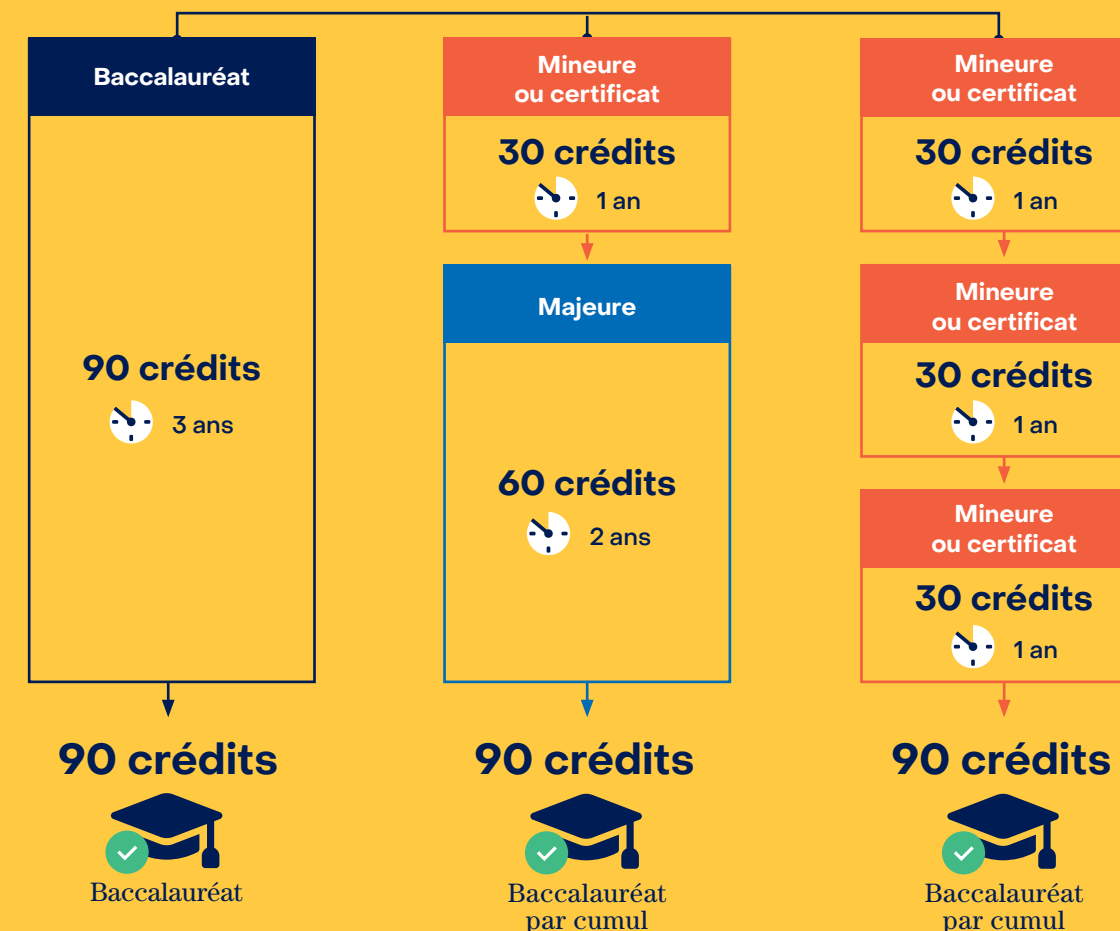 Baccalauréat
90 crédits
3 ans
90 crédits
Baccalauréat
Mineure
ou certificat
30 crédits
1 an
Majeure
60 crédits
2 ans
90 crédits
Baccalauréat
par cumul
Mineure
ou certificat
30 crédits
1 an
Mineure
ou certificat
30 crédits
1 an
Mineure
ou certificat
30 crédits
1 an
90 crédits
Baccalauréat
par cumul